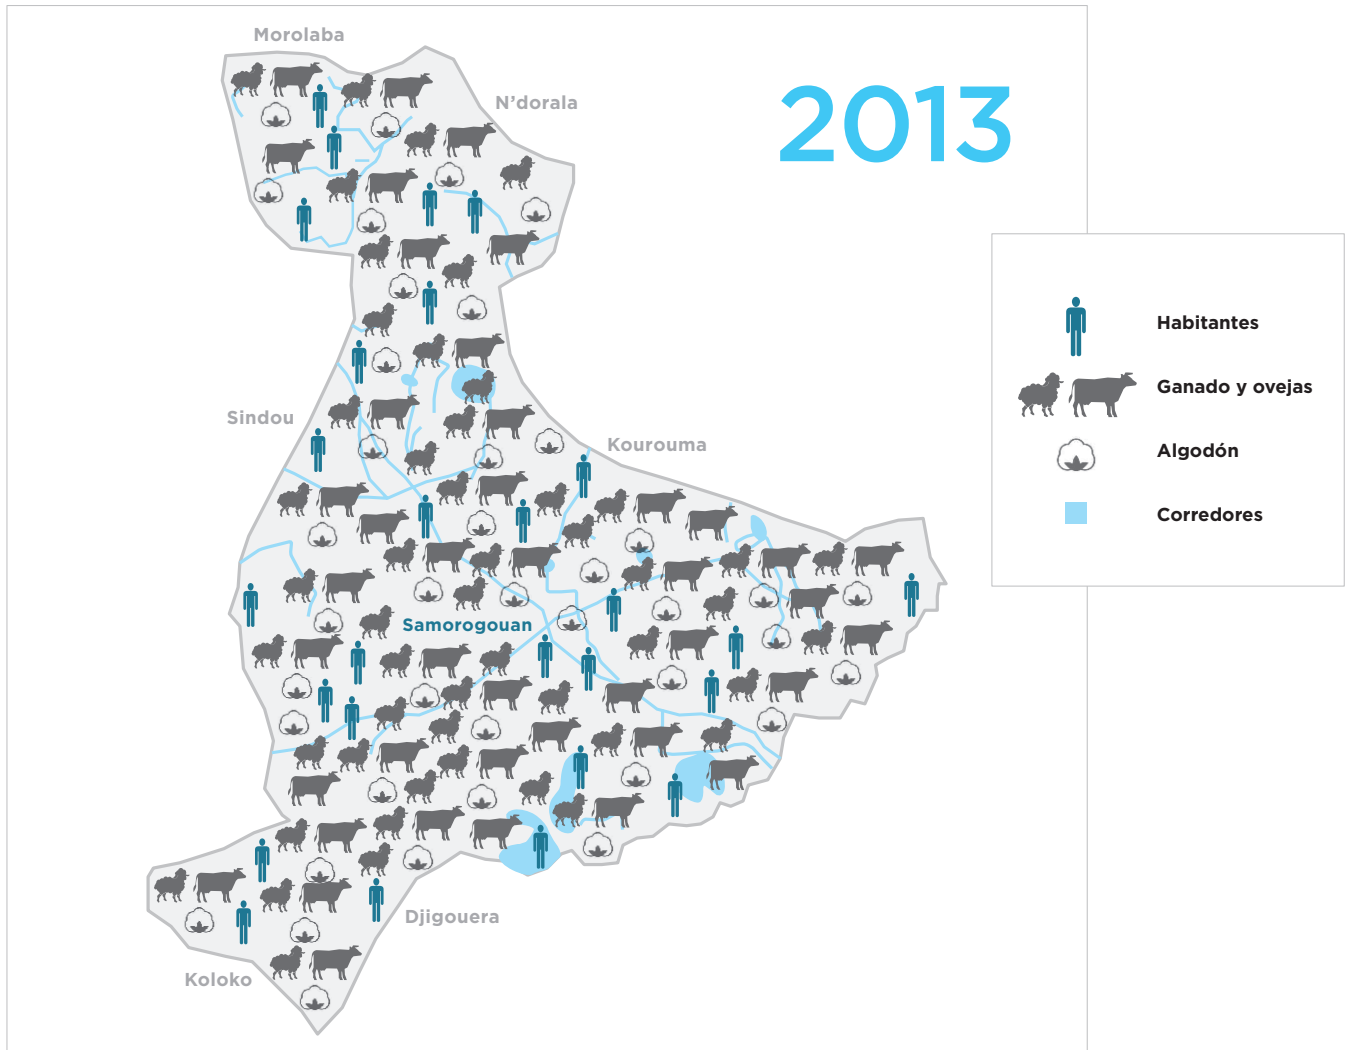 Morolaba
N'dorala
2013
Habitantes
Ganado y ovejas
Sindou
Kourouma
Algodón
Corredores
Samorogouan
Djigouera
Koloko